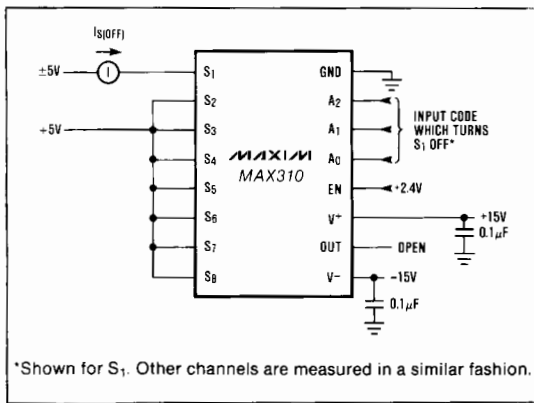 IS(OFF)
±5V
I
S1
GND
S2
A2
+5V
S3
A1
INPUT CODE
WHICH TURNS
S1 OFF*
S4
MAXIM
A0
MAX310
S5
EN
+2.4V
S6
V+
+15V
0.1µF
S7
OUT
OPEN
S8
V−
−15V
0.1µF
*Shown for S1. Other channels are measured in a similar fashion.